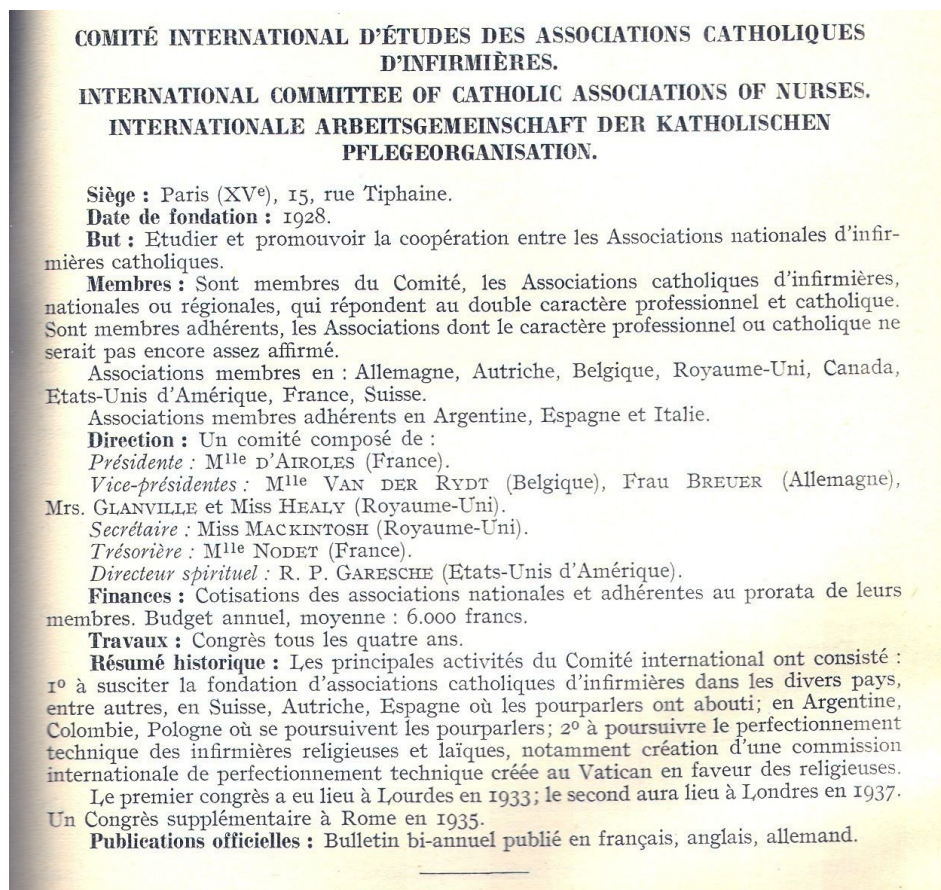 COMITÉ INTERNATIONAL D'ÉTUDES DES ASSOCIATIONS CATHOLIQUES
D'INFIRMIÈRES.
INTERNATIONAL COMMITTEE OF CATHOLIC ASSOCIATIONS OF NURSES.
INTERNATIONALE ARBEITSGEMEINSCHAFT DER KATHOLISCHEN
PFLEGEORGANISATION.
Siège : Paris (XVe), 15, rue Tiphaine.
Date de fondation : 1928.
But : Etudier et promouvoir la coopération entre les Associations nationales d'infir-
mières catholiques.
Membres : Sont membres du Comité, les Associations catholiques d'infirmières,
nationales ou régionales, qui répondent au double caractère professionnel et catholique.
Sont membres adhérents, les Associations dont le caractère professionnel ou catholique ne
serait pas encore assez affirmé.
Associations membres en : Allemagne, Autriche, Belgique, Royaume-Uni, Canada,
Etats-Unis d'Amérique, France, Suisse.
Associations membres adhérents en Argentine, Espagne et Italie.
Direction : Un comité composé de :
Présidente : Mlle D'AIROLES (France).
Vice-présidentes : Mlle VAN DER RYDT (Belgique), Frau BREUER (Allemagne),
Mrs. GLANVILLE et Miss HEALY (Royaume-Uni).
Secrétaire : Miss MACKINTOSH (Royaume-Uni).
Trésorière : Mlle NODET (France).
Directeur spirituel : R. P. GARESCHE (Etats-Unis d'Amérique).
Finances : Cotisations des associations nationales et adhérentes au prorata de leurs
membres. Budget annuel, moyenne : 6.000 francs.
Travaux : Congrès tous les quatre ans.
Résumé historique : Les principales activités du Comité international ont consisté :
1º à susciter la fondation d'associations catholiques d'infirmières dans les divers pays,
entre autres, en Suisse, Autriche, Espagne où les pourparlers ont abouti; en Argentine,
Colombie, Pologne où se poursuivent les pourparlers; 2º à poursuivre le perfectionnement
technique des infirmières religieuses et laïques, notamment création d'une commission
internationale de perfectionnement technique créée au Vatican en faveur des religieuses.
Le premier congrès a eu lieu à Lourdes en 1933; le second aura lieu à Londres en 1937.
Un Congrès supplémentaire à Rome en 1935.
Publications officielles : Bulletin bi-annuel publié en français, anglais, allemand.